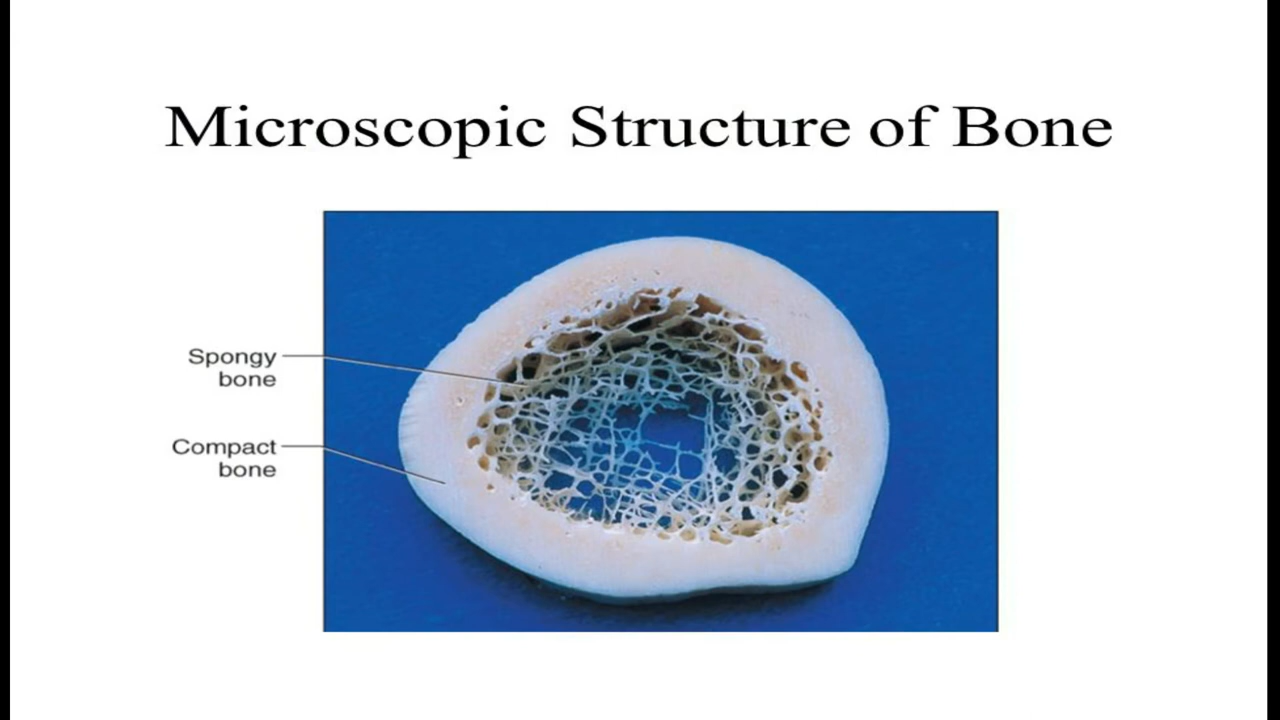 Microscopic Structure of Bone
Spongy
bone
Compact
bone